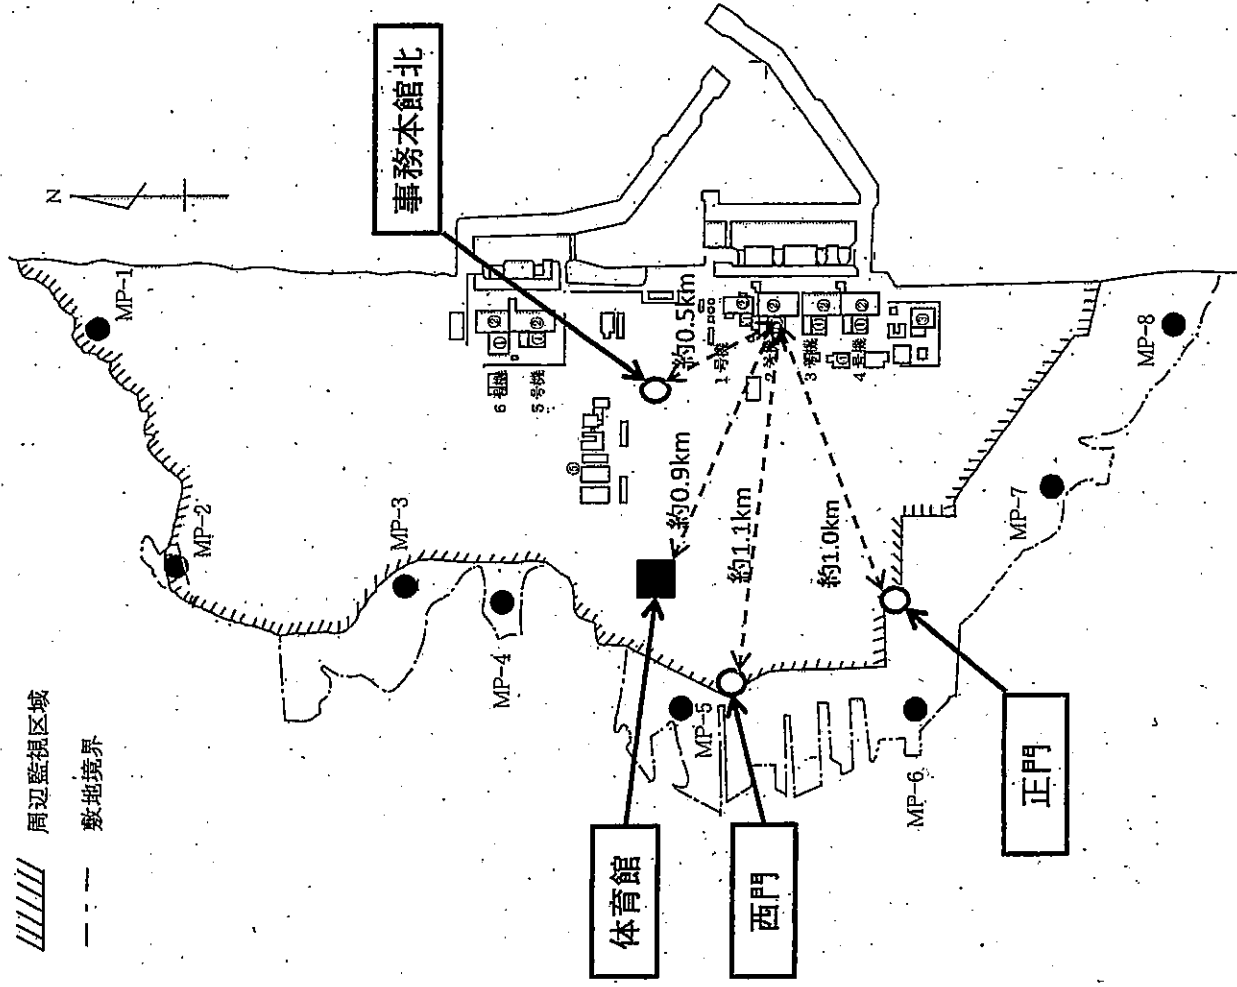 N
事務本館北
MP-1
MP-2
MP-3
MP-4
MP-5
MP-6
MP-7
MP-8
6号機
5号機
1号機
2号機
3号機
4号機
約0.5km
約0.9km
約1.1km
約1.0km
体育館
西門
正門
周辺監視区域
敷地境界